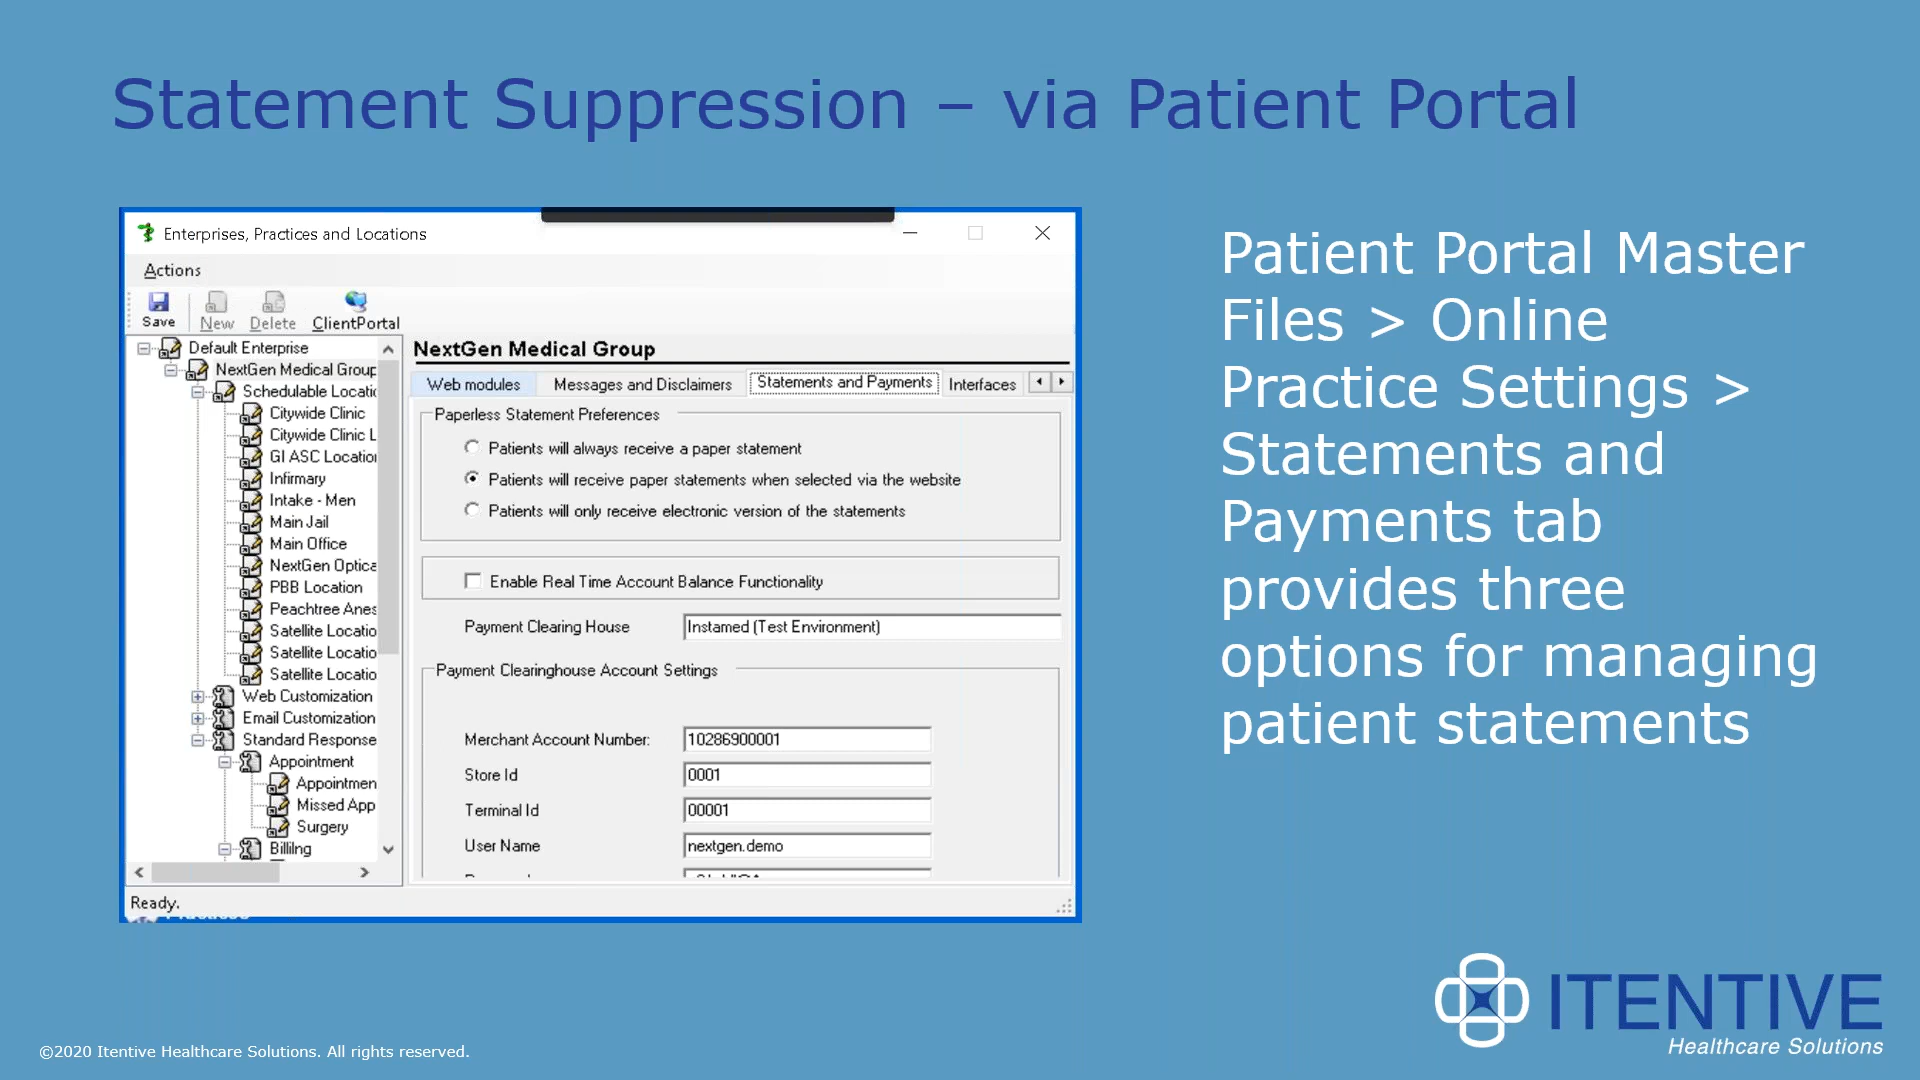 Statement Suppression – via Patient Portal
Enterprises, Practices and Locations
Actions
Save New Delete ClientPortal
Default Enterprise
NextGen Medical Group
Schedulable Locatic
Citywide Clinic
Citywide Clinic L
GI ASC Location
Infirmary
Intake - Men
Main Jail
Main Office
NextGen Optica
PBB Location
Peachtree Anes
Satellite Locatio
Satellite Locatio
Satellite Locatio
Web Customization
Email Customization
Standard Response
Appointment
Appointmen
Missed App
Surgery
Billilng
NextGen Medical Group
Web modules Messages and Disclaimers Statements and Payments Interfaces
Paperless Statement Preferences
Patients will always receive a paper statement
Patients will receive paper statements when selected via the website
Patients will only receive electronic version of the statements
Enable Real Time Account Balance Functionality
Payment Clearing House Instamed (Test Environment)
Payment Clearinghouse Account Settings
Merchant Account Number: 10286900001
Store Id 0001
Terminal Id 00001
User Name nextgen.demo
Ready.
Patient Portal Master
Files > Online
Practice Settings >
Statements and
Payments tab
provides three
options for managing
patient statements
ITENTIVE
Healthcare Solutions
©2020 Itentive Healthcare Solutions. All rights reserved.